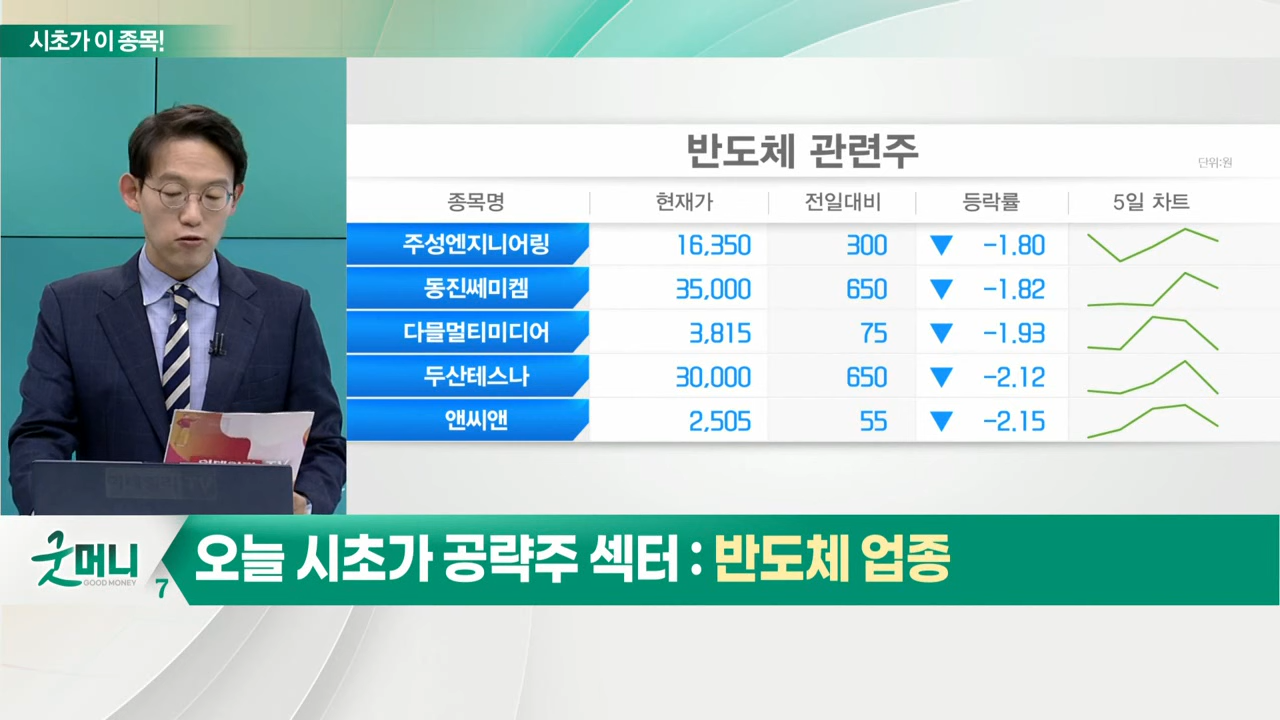 시초가 이 종목!
반도체 관련주
단위:원
종목명 현재가 전일대비 등락률 5일 차트
주성엔지니어링 16,350 300 ▼ -1.80
동진쎄미켐 35,000 650 ▼ -1.82
다믈멀티미디어 3,815 75 ▼ -1.93
두산테스나 30,000 650 ▼ -2.12
앤씨앤 2,505 55 ▼ -2.15
굿머니
GOOD MONEY
7
오늘 시초가 공략주 섹터 : 반도체 업종